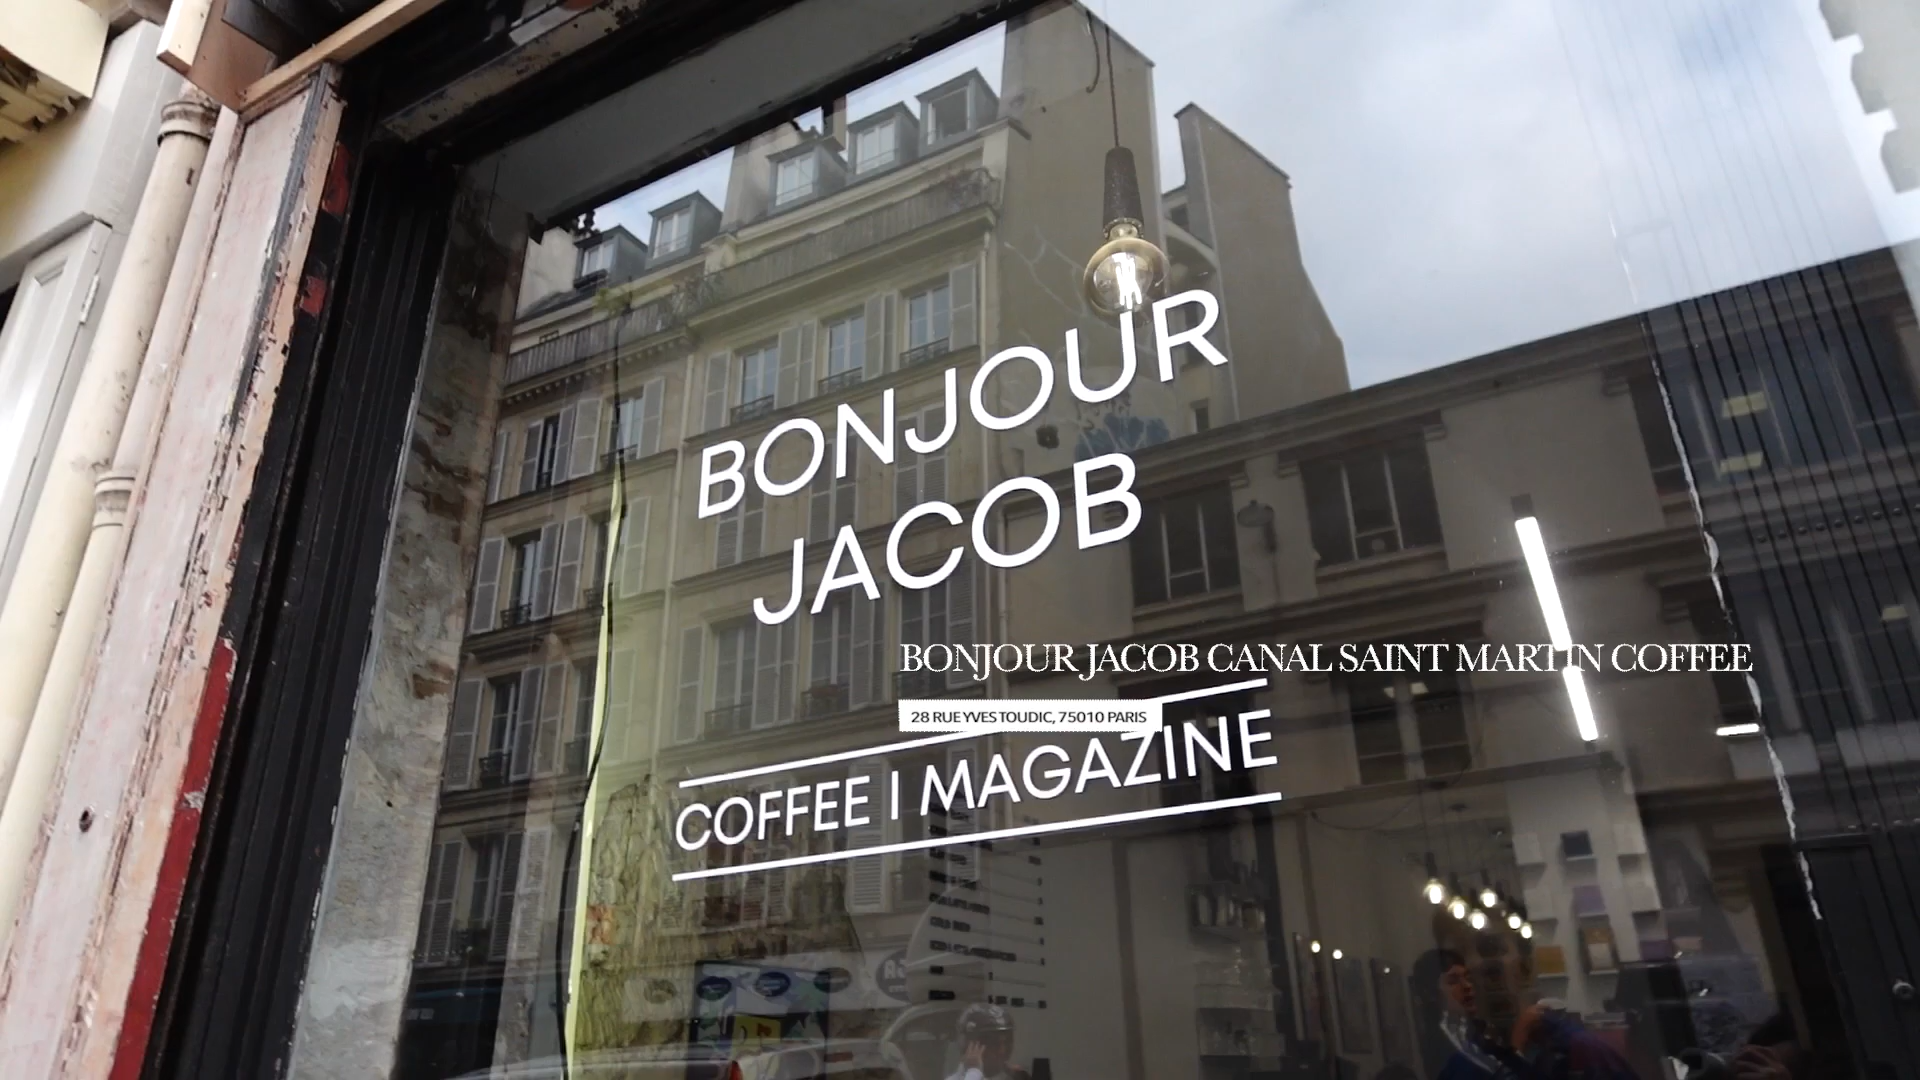 BONJOUR
JACOB
BONJOUR JACOB CANAL SAINT MARTIN COFFEE
28 RUE YVES TOUDIC, 75010 PARIS
COFFEE | MAGAZINE